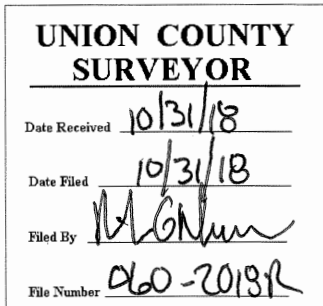 UNION COUNTY
SURVEYOR
Date Received 10/31/18
Date Filed 10/31/18
Filed By
File Number 060-2019R